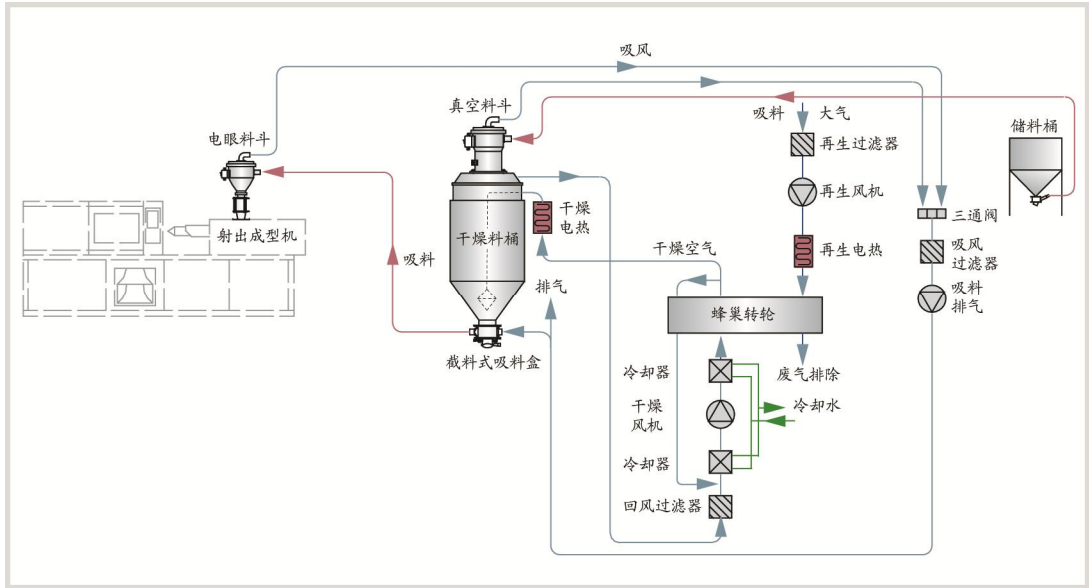 吸风
真空料斗
吸料
大气
储料桶
电眼料斗
再生过滤器
再生风机
三通阀
干燥
电热
射出成型机
干燥料桶
吸料
干燥空气
再生电热
吸风
过滤器
排气
吸料
排气
蜂巢转轮
截料式吸料盒
冷却器
废气排除
干燥
风机
冷却水
冷却器
回风过滤器